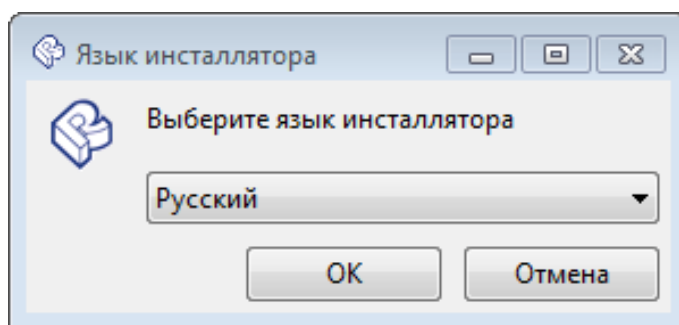 Язык инсталлятора
Выберите язык инсталлятора
Русский
OK
Отмена